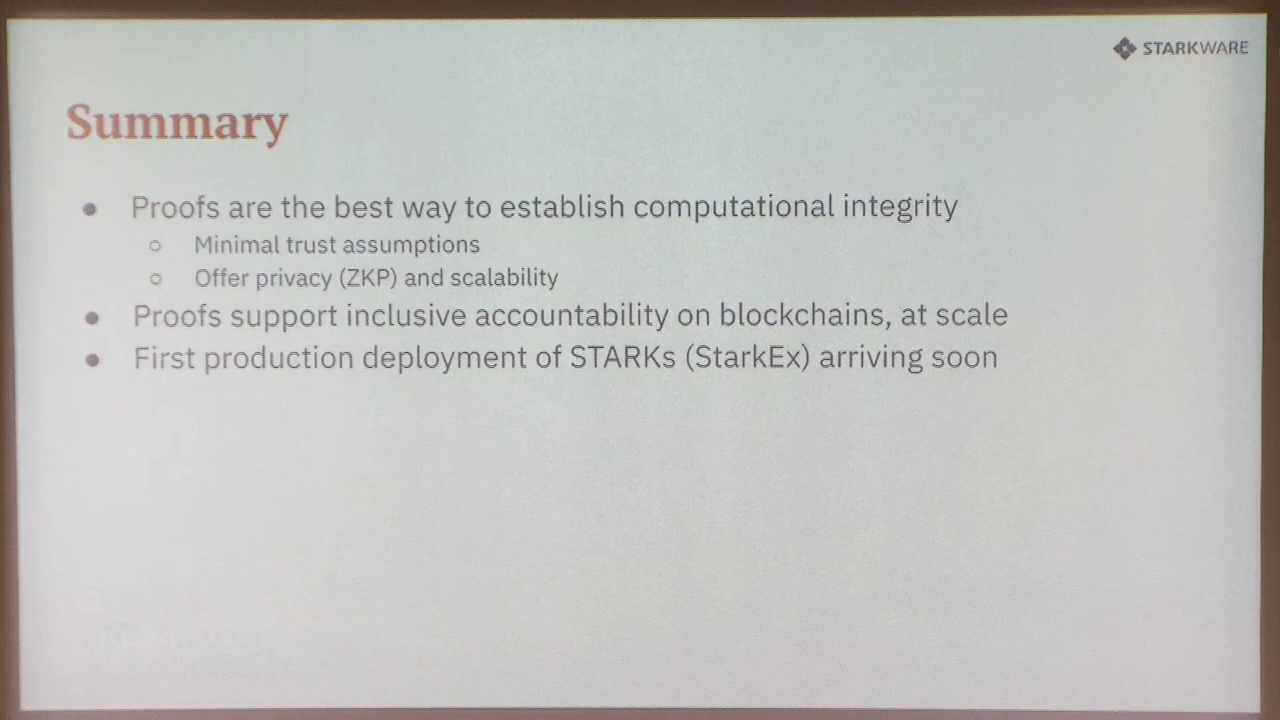 STARKWARE
Summary
● Proofs are the best way to establish computational integrity
○ Minimal trust assumptions
○ Offer privacy (ZKP) and scalability
● Proofs support inclusive accountability on blockchains, at scale
● First production deployment of STARKs (StarkEx) arriving soon